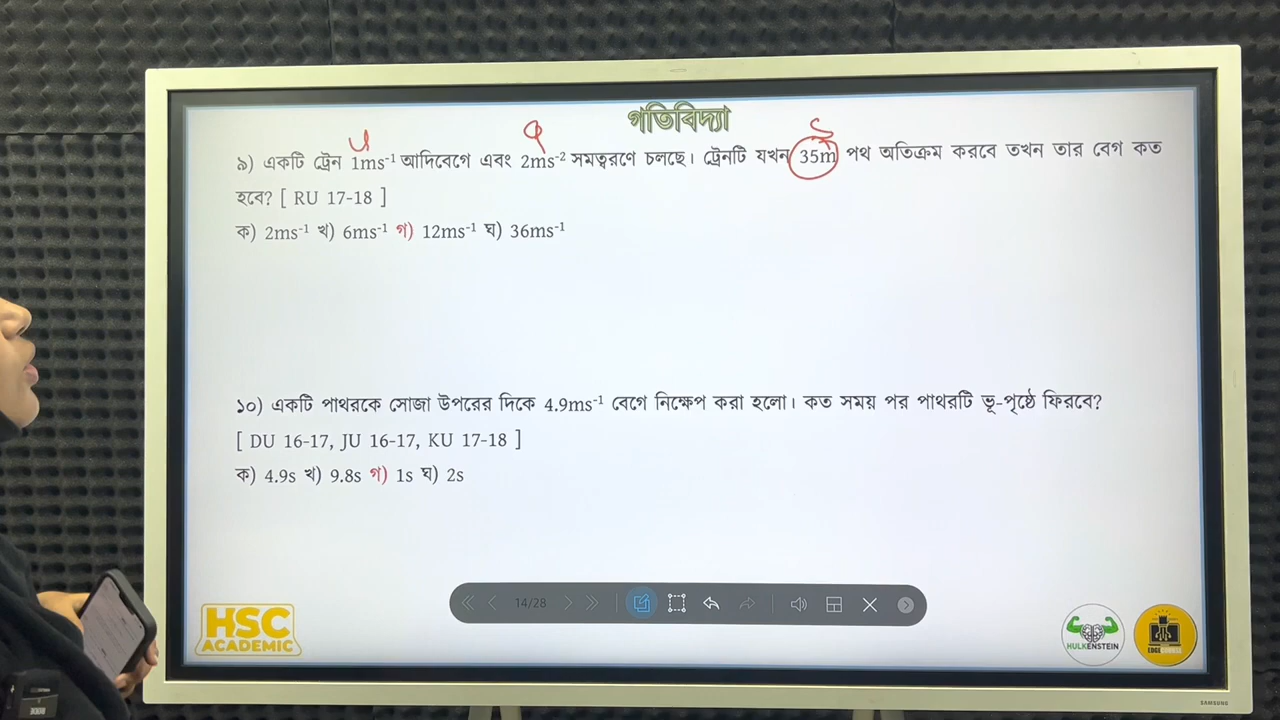 গতিবিদ্যা
u a s
৯) একটি ট্রেন 1ms⁻¹ আদিবেগে এবং 2ms⁻² সমত্বরণে চলছে। ট্রেনটি যখন 35m পথ অতিক্রম করবে তখন তার বেগ কত
হবে? [ RU 17-18 ]
ক) 2ms⁻¹ খ) 6ms⁻¹ গ) 12ms⁻¹ ঘ) 36ms⁻¹
১০) একটি পাথরকে সোজা উপরের দিকে 4.9ms⁻¹ বেগে নিক্ষেপ করা হলো। কত সময় পর পাথরটি ভূ-পৃষ্ঠে ফিরবে?
[ DU 16-17, JU 16-17, KU 17-18 ]
ক) 4.9s খ) 9.8s গ) 1s ঘ) 2s
14/28
HSC
ACADEMIC
HULKENSTEIN
EDGE COURSE
SAMSUNG